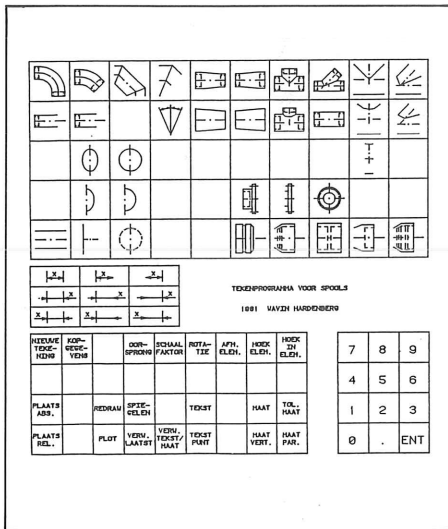 x x x
x x x
x x x
TEKENPROGRAMMA VOOR SPOOLS
1981 WAVIN HARDENBERG
NIEUWE TEKE- NING
KOP- GEGE- VENS
OOR- SPRONG
SCHAAL FAKTOR
ROTA- TIE
AFM. ELEM.
HOEK ELEM.
HOEK IN ELEM.
PLAATS ABS.
REDRAW
SPIE- GELEN
TEKST
MAAT
TOL. MAAT
PLAATS REL.
PLOT
VERW. LAATST
VERW. TEKST/ MAAT
TEKST PUNT
MAAT VERT.
MAAT PAR.
7 8 9
4 5 6
1 2 3
0 . ENT